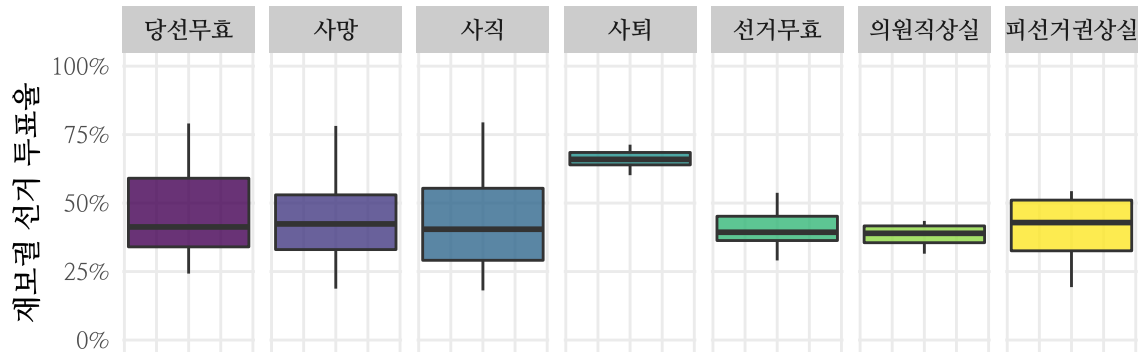 당선무효
사망
사직
사퇴
선거무효
의원직상실
피선거권상실
재보궐 선거 투표율
100%
75%
50%
25%
0%